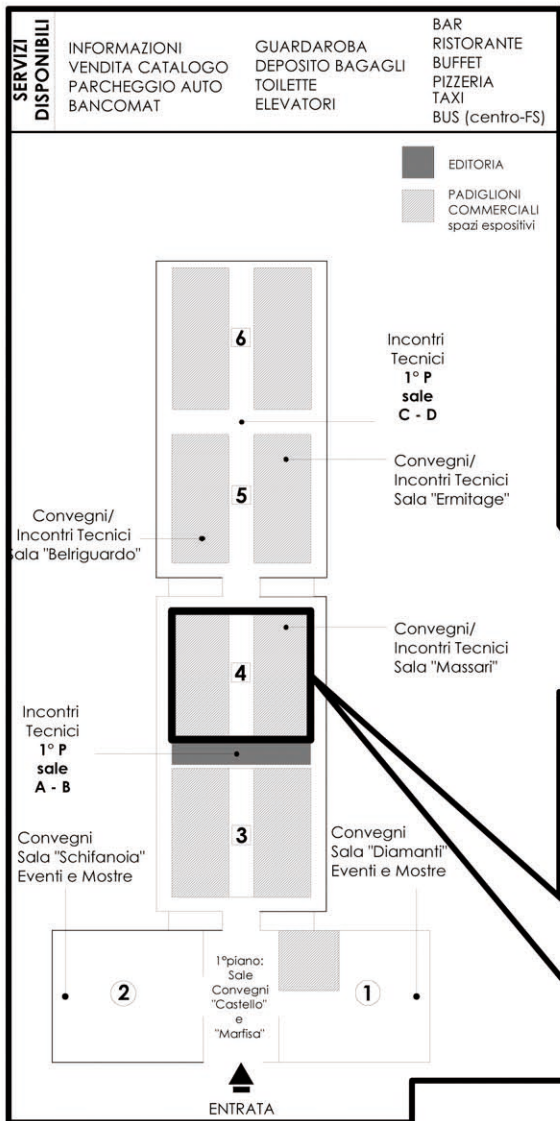 SERVIZI
DISPONIBILI
INFORMAZIONI
VENDITA CATALOGO
PARCHEGGIO AUTO
BANCOMAT
GUARDAROBA
DEPOSITO BAGAGLI
TOILETTE
ELEVATORI
BAR
RISTORANTE
BUFFET
PIZZERIA
TAXI
BUS (centro-FS)
EDITORIA
PADIGLIONI
COMMERCIALI
spazi espositivi
6
Incontri
Tecnici
1° P
sale
C - D
5
Convegni/
Incontri Tecnici
Sala "Ermitage"
Convegni/
Incontri Tecnici
Sala "Belriguardo"
4
Convegni/
Incontri Tecnici
Sala "Massari"
Incontri
Tecnici
1° P
sale
A - B
3
Convegni
Sala "Schifanoia"
Eventi e Mostre
Convegni
Sala "Diamanti"
Eventi e Mostre
2
1°piano:
Sale
Convegni
"Castello"
e
"Marfisa"
1
ENTRATA